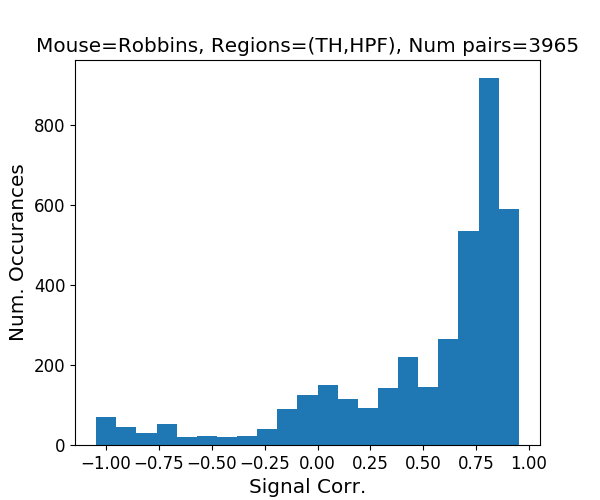 Mouse=Robbins, Regions=(TH,HPF), Num pairs=3965
Num. Occurances
800
600
400
200
0
−1.00 −0.75 −0.50 −0.25 0.00 0.25 0.50 0.75 1.00
Signal Corr.